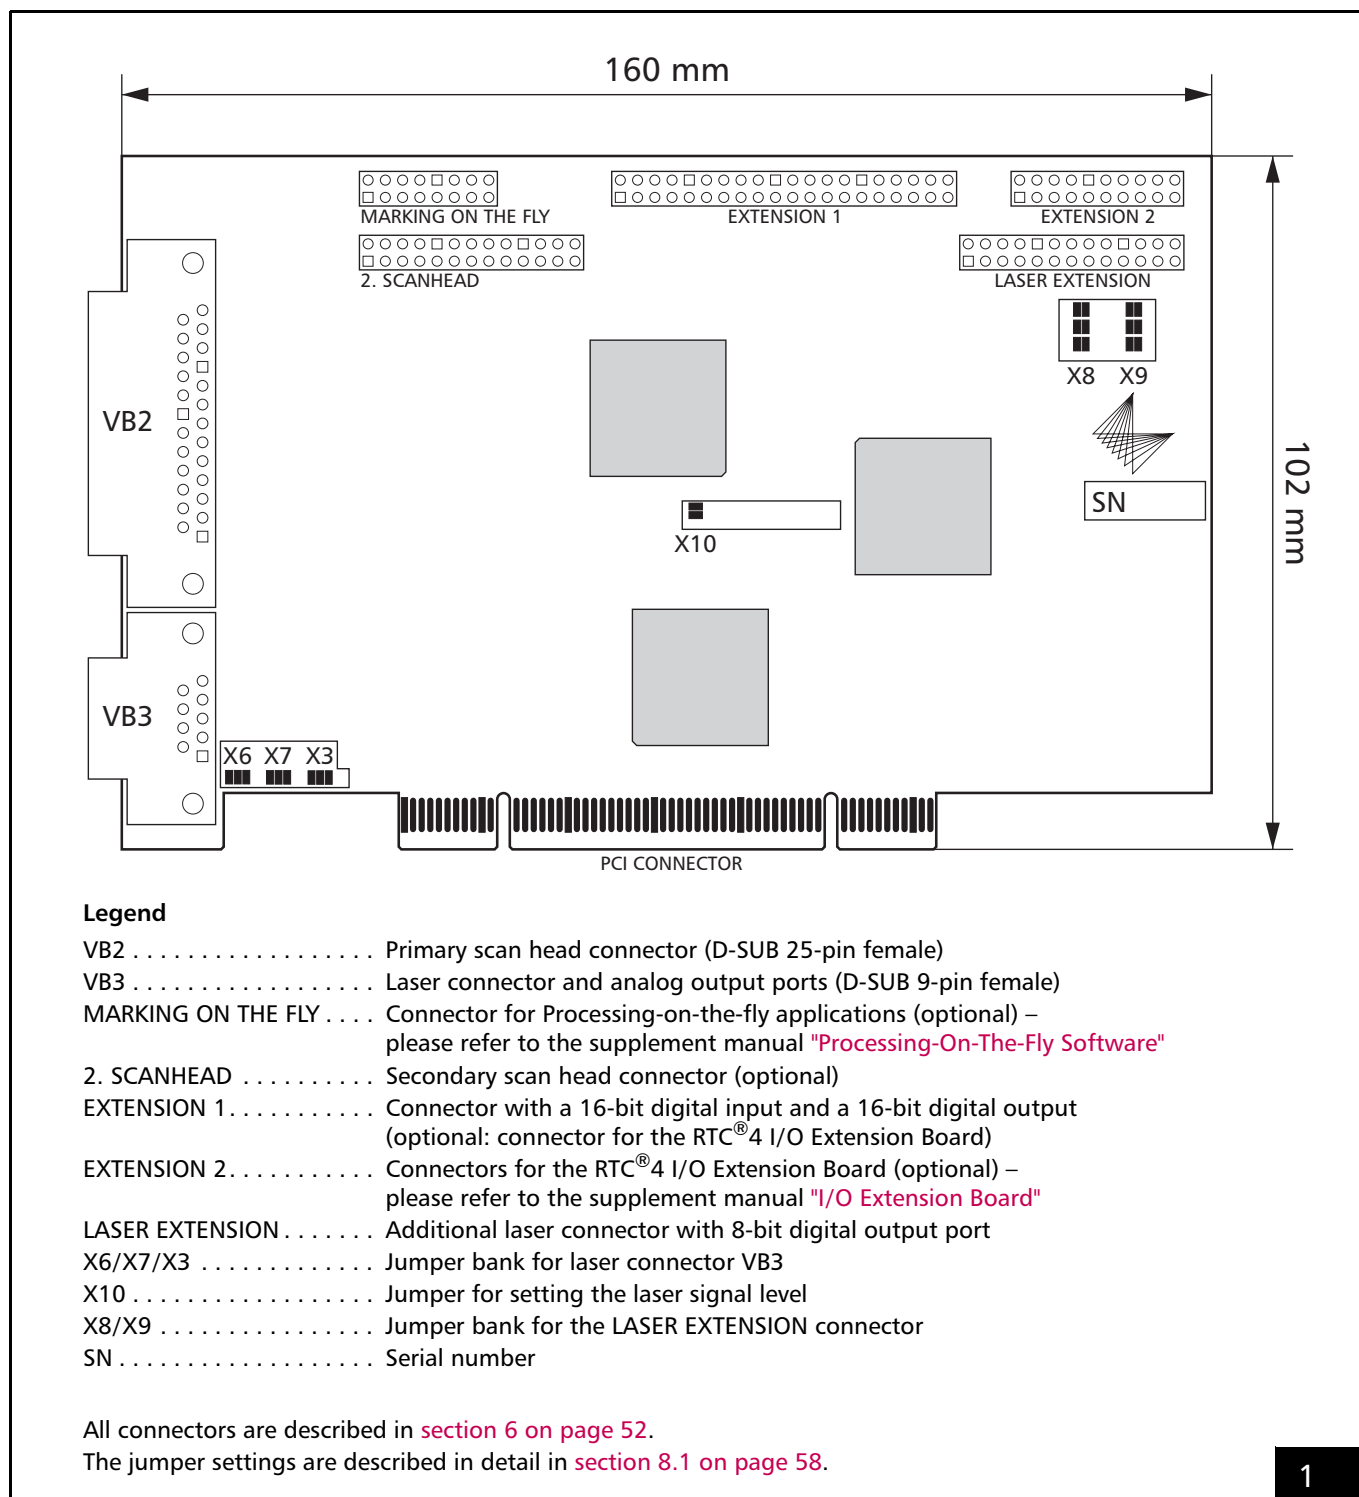 160 mm
MARKING ON THE FLY
EXTENSION 1
EXTENSION 2
2. SCANHEAD
LASER EXTENSION
X8 X9
VB2
102 mm
SN
X10
VB3
X6 X7 X3
PCI CONNECTOR
Legend
VB2 . . . . . . . . . . . . . . . . . . Primary scan head connector (D-SUB 25-pin female)
VB3 . . . . . . . . . . . . . . . . . . Laser connector and analog output ports (D-SUB 9-pin female)
MARKING ON THE FLY . . . . Connector for Processing-on-the-fly applications (optional) –
please refer to the supplement manual "Processing-On-The-Fly Software"
2. SCANHEAD . . . . . . . . . . Secondary scan head connector (optional)
EXTENSION 1. . . . . . . . . . . Connector with a 16-bit digital input and a 16-bit digital output
(optional: connector for the RTC®4 I/O Extension Board)
EXTENSION 2. . . . . . . . . . . Connectors for the RTC®4 I/O Extension Board (optional) –
please refer to the supplement manual "I/O Extension Board"
LASER EXTENSION . . . . . . . Additional laser connector with 8-bit digital output port
X6/X7/X3 . . . . . . . . . . . . . Jumper bank for laser connector VB3
X10 . . . . . . . . . . . . . . . . . . Jumper for setting the laser signal level
X8/X9 . . . . . . . . . . . . . . . . Jumper bank for the LASER EXTENSION connector
SN . . . . . . . . . . . . . . . . . . . Serial number
All connectors are described in section 6 on page 52.
The jumper settings are described in detail in section 8.1 on page 58.
1